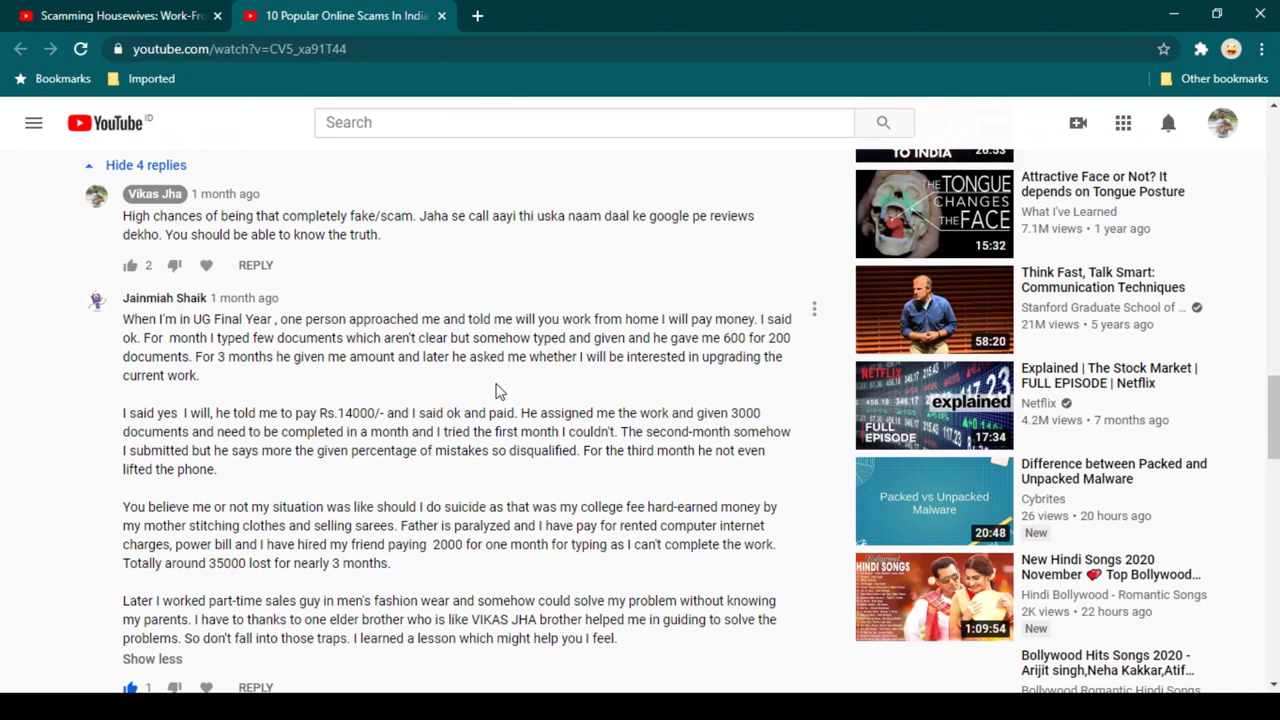 Scamming Housewives: Work-Fro
10 Popular Online Scams In India
youtube.com/watch?v=CV5_xa91T44
Bookmarks
Imported
Other bookmarks
YouTube ID
Search
Hide 4 replies
Vikas Jha 1 month ago
High chances of being that completely fake/scam. Jaha se call aayi thi uska naam daal ke google pe reviews
dekho. You should be able to know the truth.
2
REPLY
Jainmiah Shaik 1 month ago
When I'm in UG Final Year , one person approached me and told me will you work from home I will pay money. I said
ok. For month I typed few documents which aren't clear but somehow typed and given and he gave me 600 for 200
documents. For 3 months he given me amount and later he asked me whether I will be interested in upgrading the
current work.
I said yes I will, he told me to pay Rs.14000/- and I said ok and paid. He assigned me the work and given 3000
documents and need to be completed in a month and I tried the first month I couldn't. The second-month somehow
I submitted but he says more the given percentage of mistakes so disqualified. For the third month he not even
lifted the phone.
You believe me or not my situation was like should I do suicide as that was my college fee hard-earned money by
my mother stitching clothes and selling sarees. Father is paralyzed and I have pay for rented computer internet
charges, power bill and I have hired my friend paying 2000 for one month for typing as I can't complete the work.
Totally around 35000 lost for nearly 3 months.
Later I worked part-time sales guy in men's fashion wear and somehow could solve my problem without knowing
my parents. I have to thanks to one elder brother who is like VIKAS JHA brother helped me in guiding to solve the
problem. So don't fall into those traps. I learned a lesson which might help you I feel.
Show less
1
REPLY
TO INDIA
20:53
THE TONGUE
CHANGES
THE FACE
15:32
Attractive Face or Not? It
depends on Tongue Posture
What I've Learned
7.1M views • 1 year ago
58:20
Think Fast, Talk Smart:
Communication Techniques
Stanford Graduate School of ...
21M views • 5 years ago
NETFLIX
explained
FULL
EPISODE
17:34
Explained | The Stock Market |
FULL EPISODE | Netflix
Netflix
4.2M views • 7 months ago
Packed vs Unpacked
Malware
20:48
Difference between Packed and
Unpacked Malware
Cybrites
26 views • 20 hours ago
New
HINDI SONGS
1:09:54
New Hindi Songs 2020
November 💘 Top Bollywood...
Hindi Bollywood - Romantic Songs
2K views • 22 hours ago
New
Bollywood Hits Songs 2020 -
Arijit singh,Neha Kakkar,Atif...
Bollywood Romantic Hindi Songs